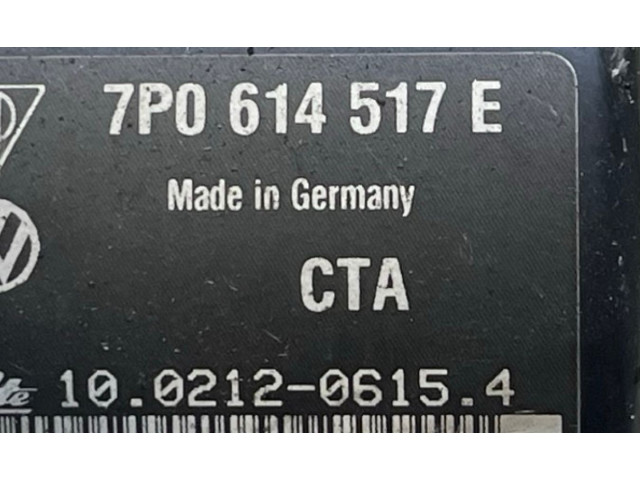 7P0 614 517 E
Made in Germany
CTA
10.0212-0615.4